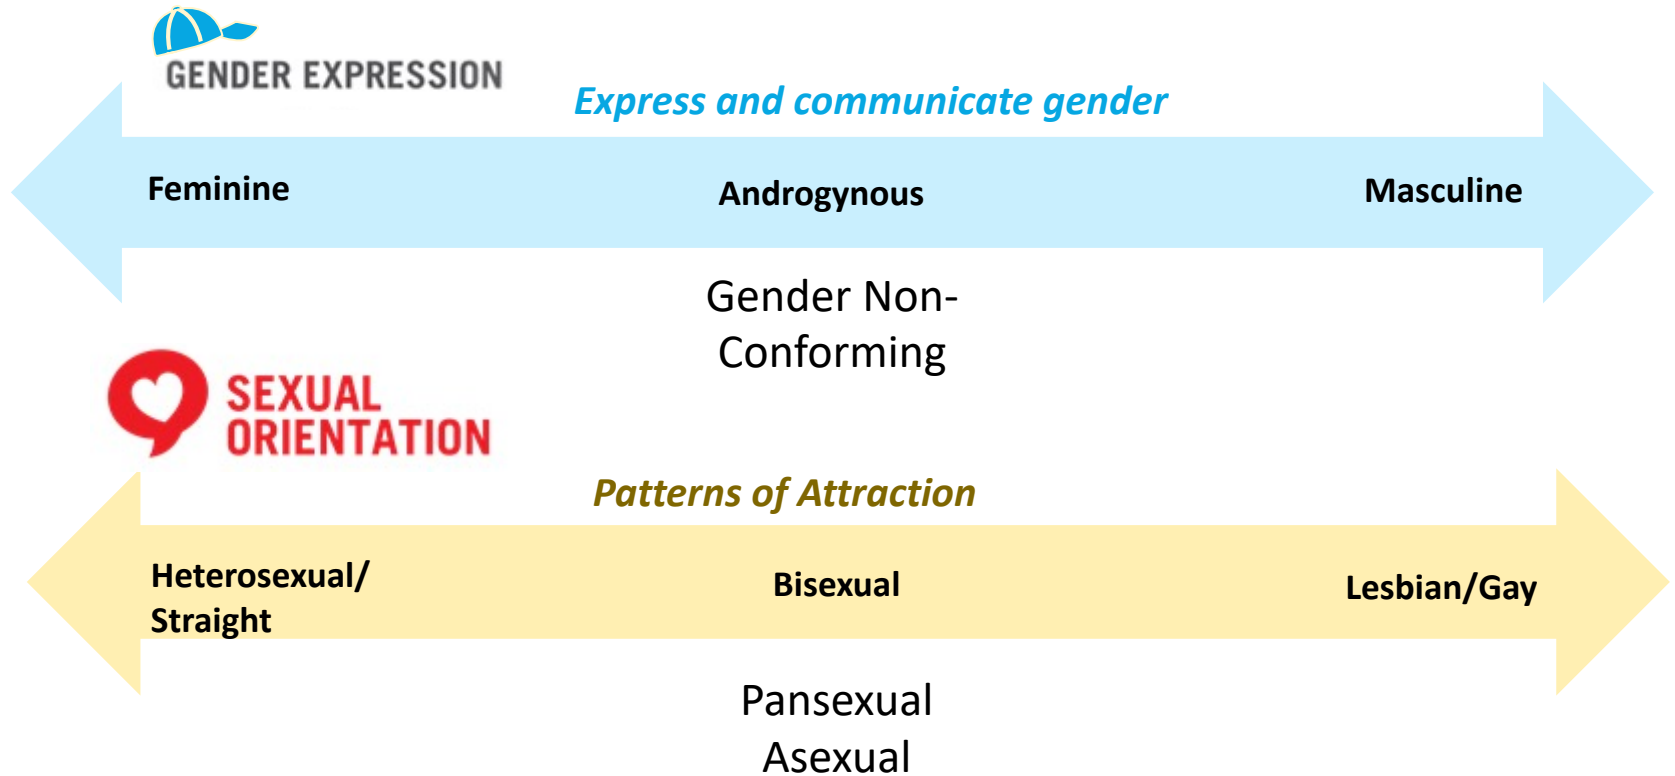 GENDER EXPRESSION
Express and communicate gender
Feminine
Androgynous
Masculine
Gender Non-
Conforming
SEXUAL
ORIENTATION
Patterns of Attraction
Heterosexual/
Straight
Bisexual
Lesbian/Gay
Pansexual
Asexual